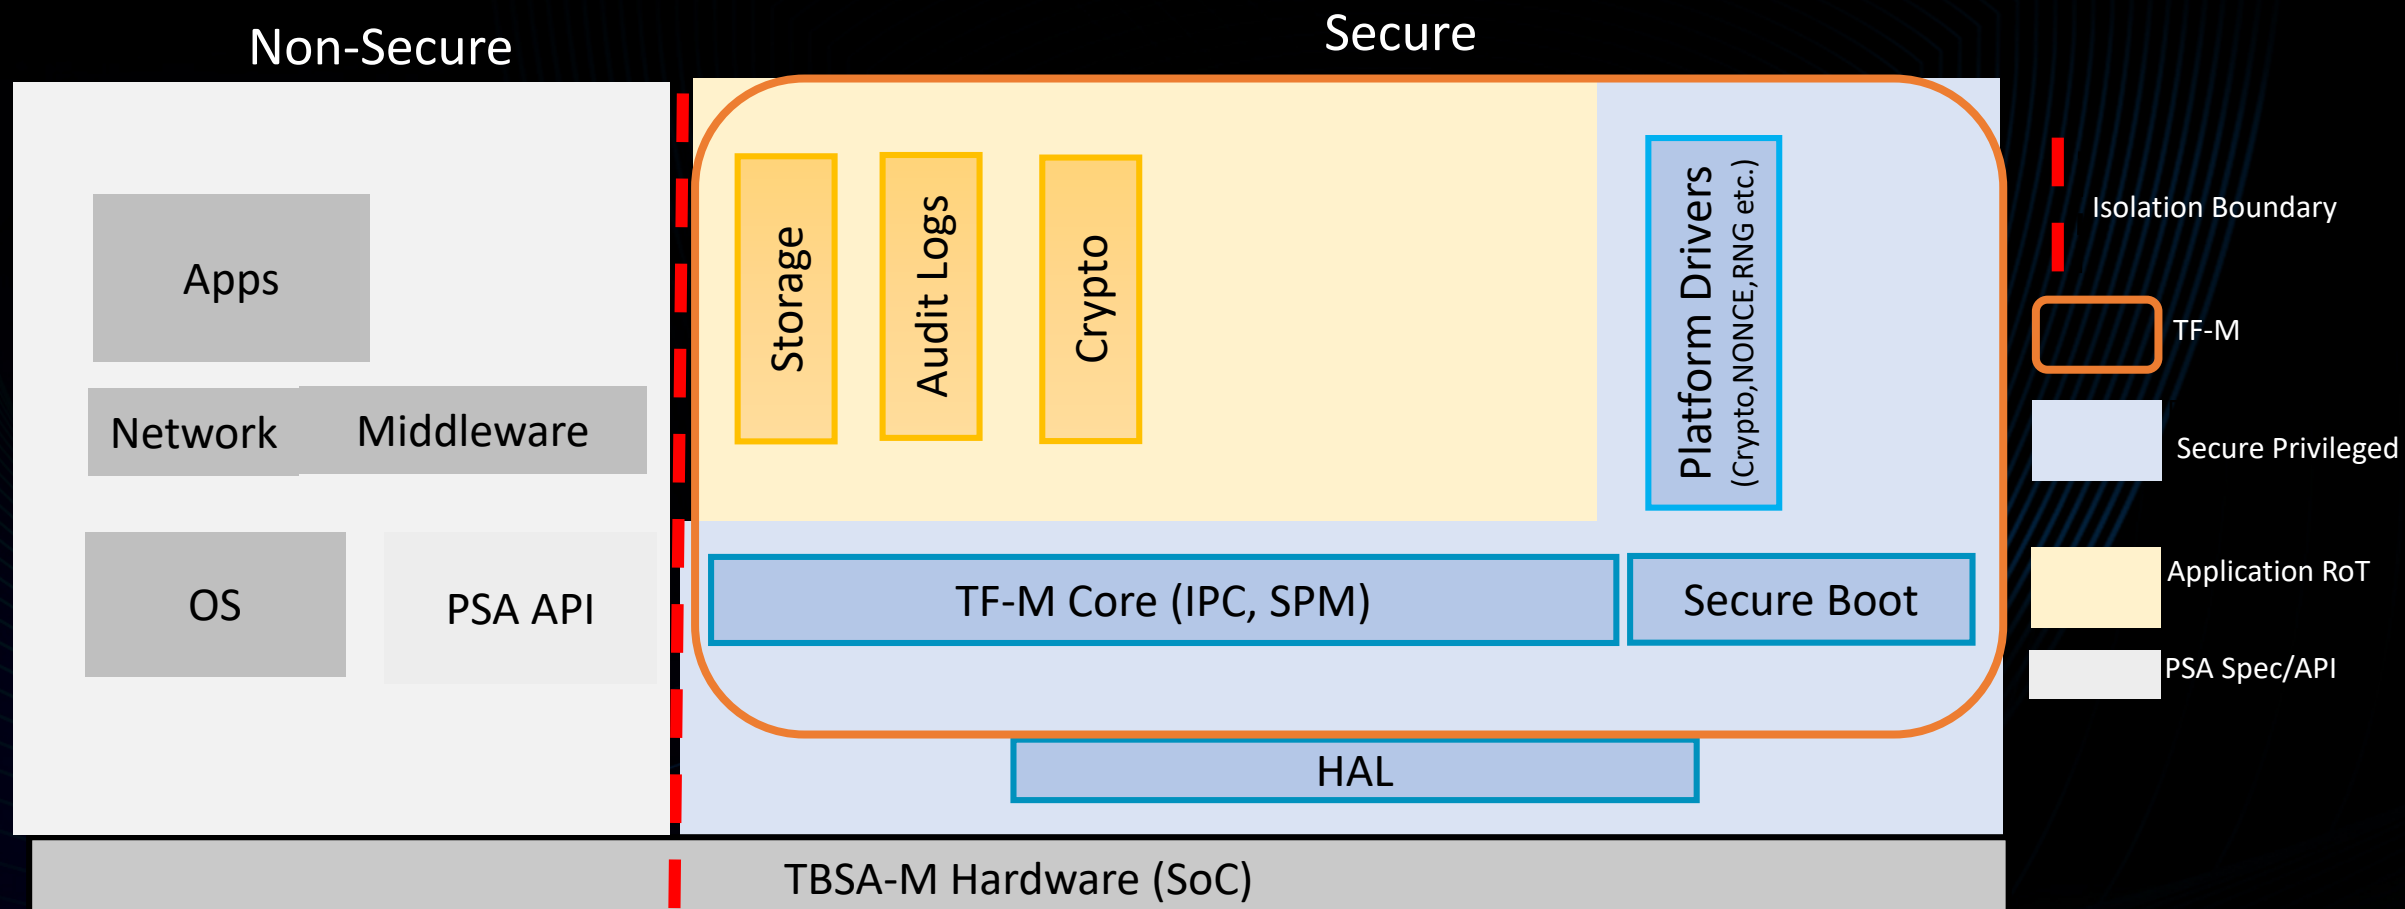 Non-Secure
Secure
Apps
Network
Middleware
OS
PSA API
Storage
Audit Logs
Crypto
Platform Drivers
(Crypto,NONCE,RNG etc.)
TF-M Core (IPC, SPM)
Secure Boot
HAL
TBSA-M Hardware (SoC)
Isolation Boundary
TF-M
Secure Privileged
Application RoT
PSA Spec/API